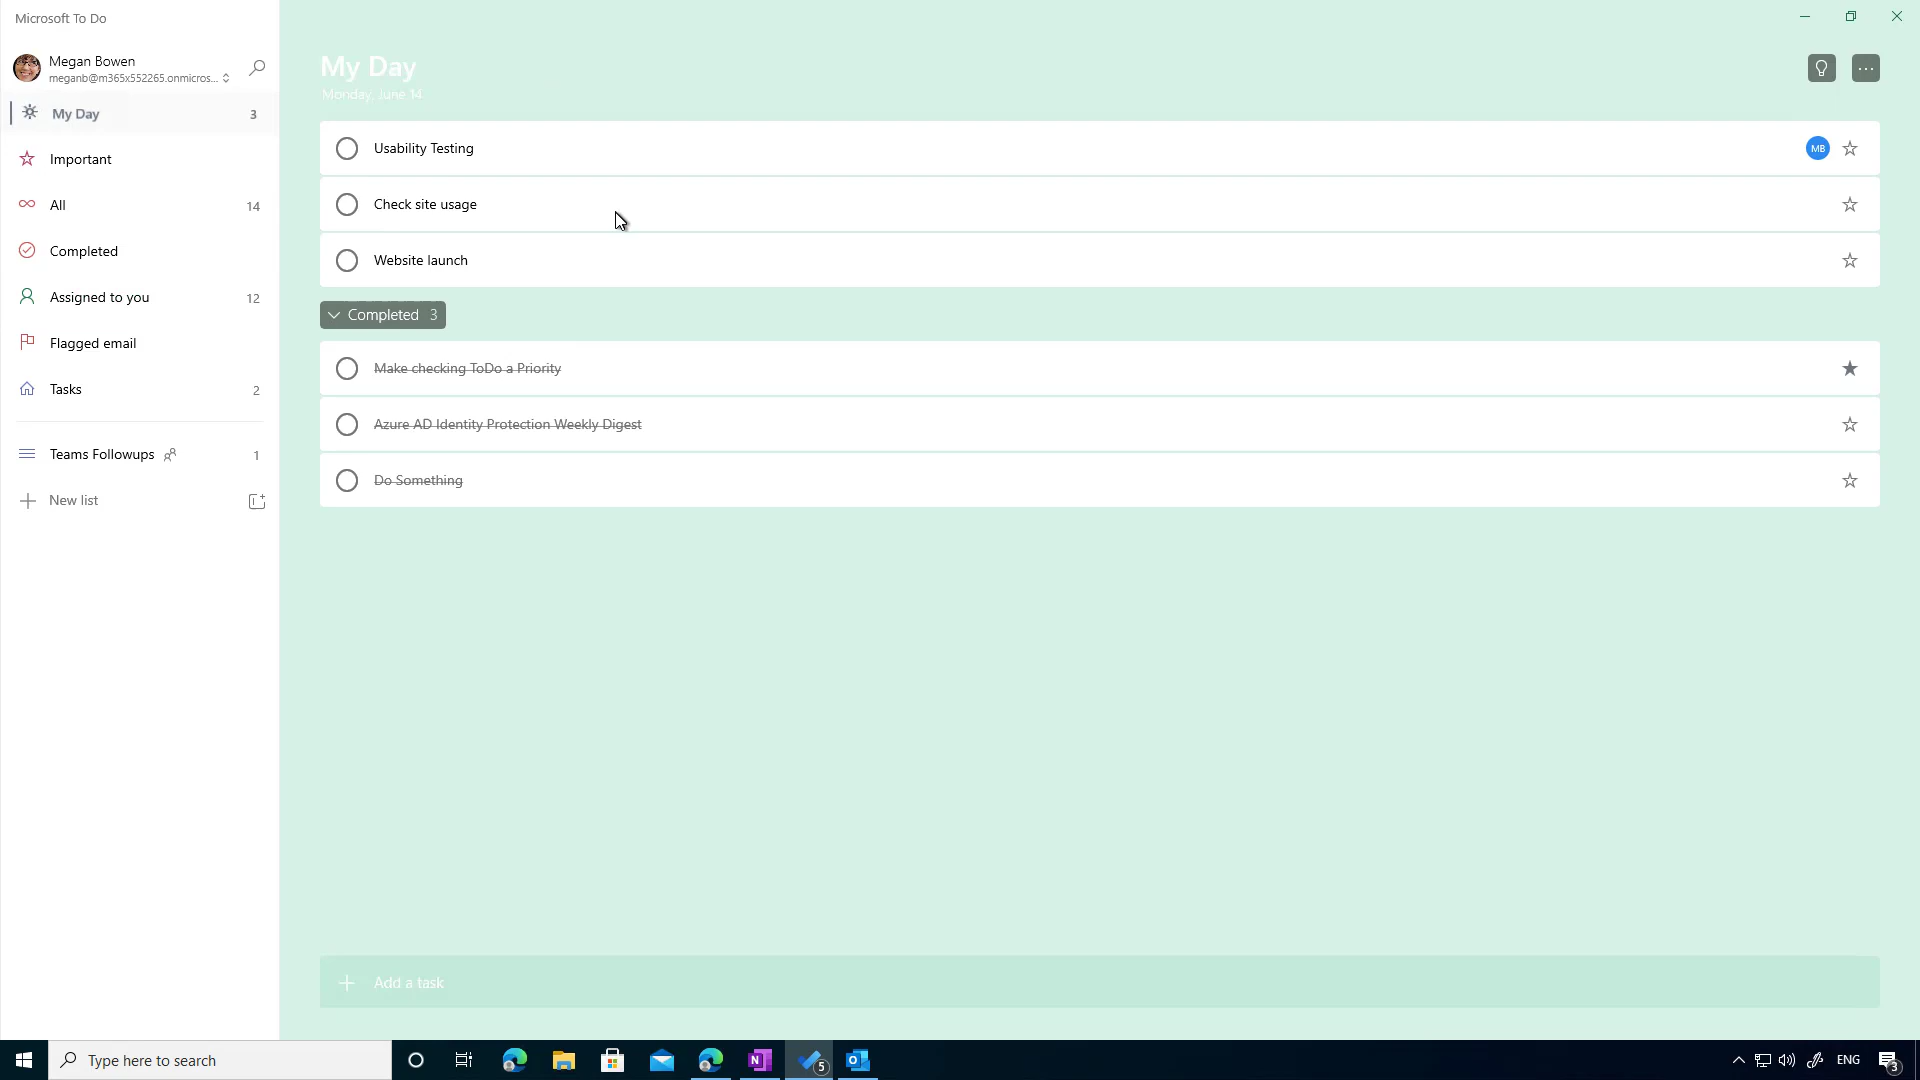 Microsoft To Do
Megan Bowen
meganb@m365x552265.onmicros...
My Day 3
Important
All 14
Completed
Assigned to you 12
Flagged email
Tasks 2
Teams Followups 1
New list
My Day
Monday, June 14
Usability Testing MB
Check site usage
Website launch
Completed 3
Make checking ToDo a Priority
Azure AD Identity Protection Weekly Digest
Do Something
Add a task
Type here to search
N
5
O
ENG
3